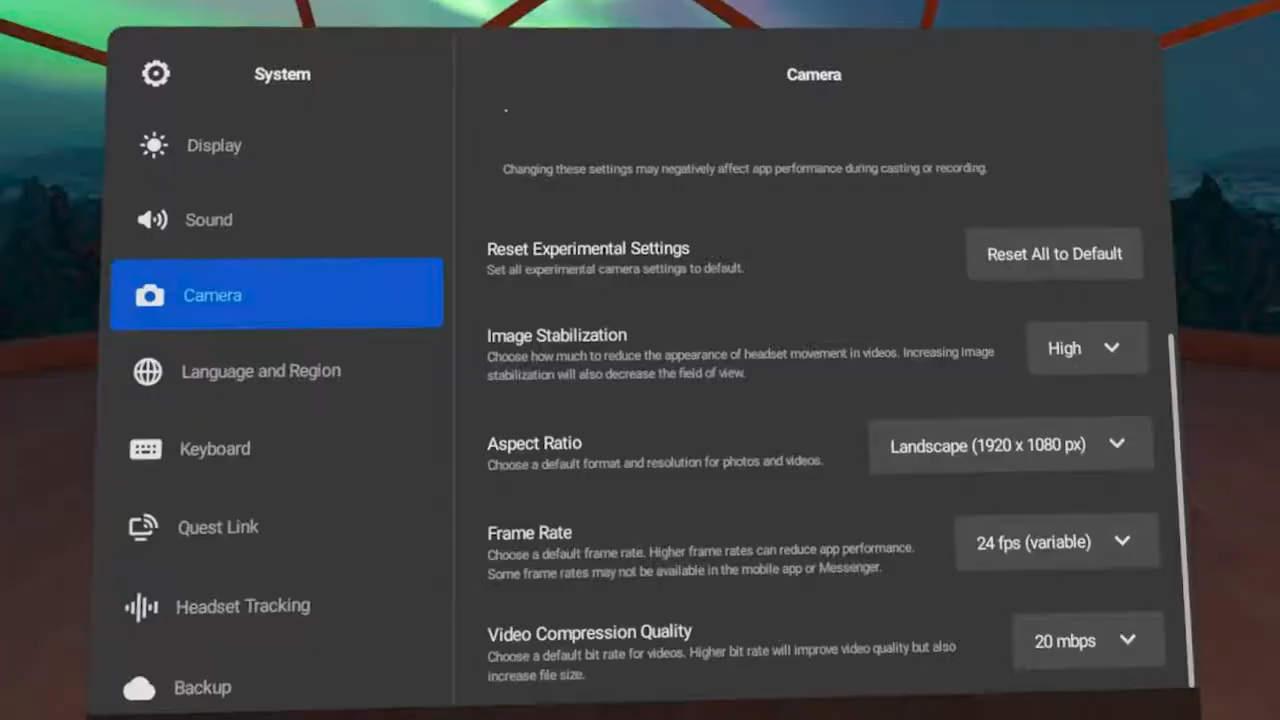 System
Display
Sound
Camera
Language and Region
Keyboard
Quest Link
Headset Tracking
Backup
Camera
Changing these settings may negatively affect app performance during casting or recording.
Reset Experimental Settings
Set all experimental camera settings to default.
Reset All to Default
Image Stabilization
Choose how much to reduce the appearance of headset movement in videos. Increasing image
stabilization will also decrease the field of view.
High
Aspect Ratio
Choose a default format and resolution for photos and videos.
Landscape (1920 x 1080 px)
Frame Rate
Choose a default frame rate. Higher frame rates can reduce app performance.
Some frame rates may not be available in the mobile app or Messenger.
24 fps (variable)
Video Compression Quality
Choose a default bit rate for videos. Higher bit rate will improve video quality but also
increase file size.
20 mbps